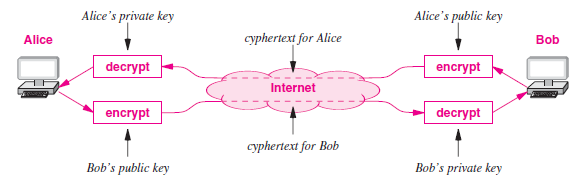 Alice's private key
Alice's public key
cyphertext for Alice
Alice
Bob
decrypt
encrypt
Internet
encrypt
decrypt
cyphertext for Bob
Bob's public key
Bob's private key